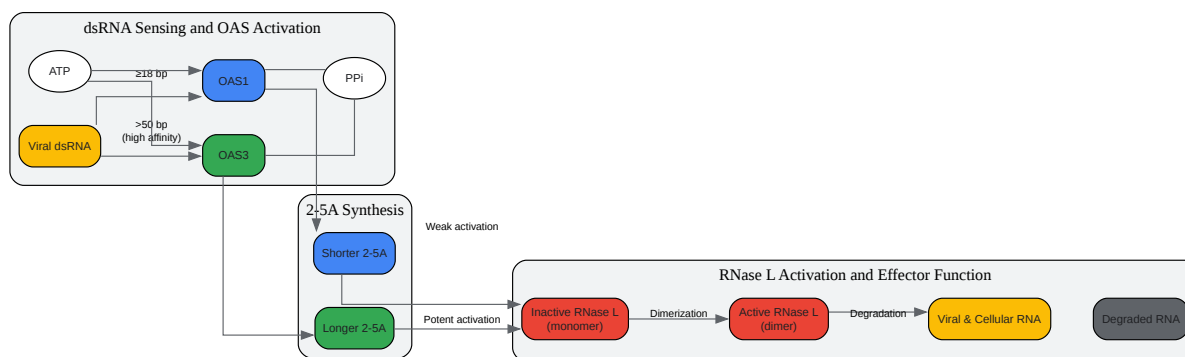 dsRNA Sensing and OAS Activation
ATP
≥18 bp
OAS1
PPi
>50 bp
(high affinity)
Viral dsRNA
OAS3
2-5A Synthesis
Weak activation
Shorter 2-5A
RNase L Activation and Effector Function
Longer 2-5A
Potent activation
Inactive RNase L
(monomer)
Dimerization
Active RNase L
(dimer)
Degradation
Viral & Cellular RNA
Degraded RNA